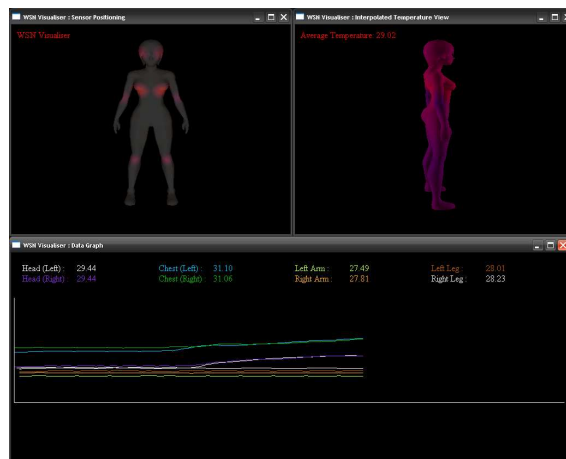 WSN Visualiser : Sensor Positioning
WSN Visualiser
WSN Visualiser : Interpolated Temperature View
Average Temperature 29.02
WSN Visualiser : Data Graph
Head (Left) : 29.44 Chest (Left) : 31.10 Left Arm : 27.49 Left Leg : 28.01
Head (Right) : 29.44 Chest (Right) : 31.06 Right Arm : 27.81 Right Leg : 28.23